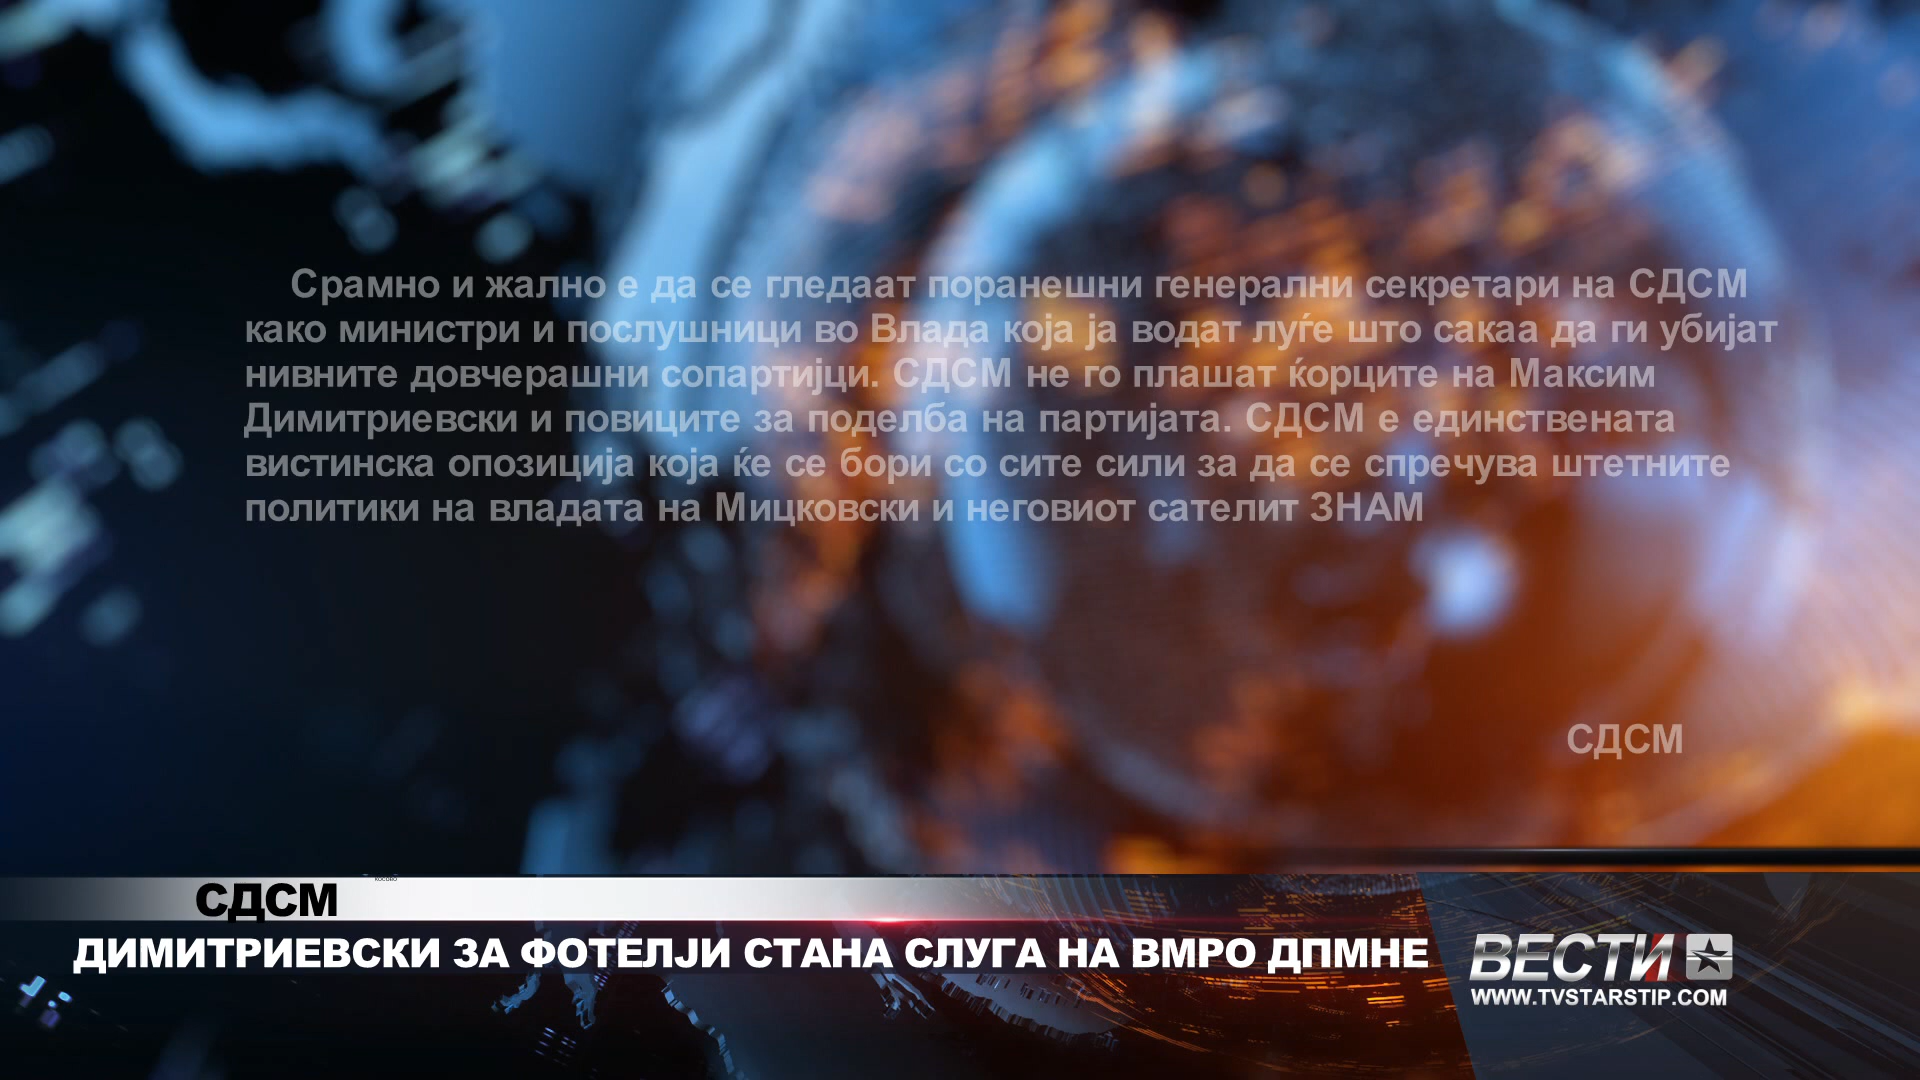 Срамно и жално е да се гледаат поранешни генерални секретари на СДСМ
како министри и послушници во Влада која ја водат луѓе што сакаа да ги убијат
нивните довчерашни сопартијци. СДСМ не го плашат ќорците на Максим
Димитриевски и повиците за поделба на партијата. СДСМ е единствената
вистинска опозиција која ќе се бори со сите сили за да се спречува штетните
политики на владата на Мицковски и неговиот сателит ЗНАМ
СДСМ
КОСОВО
СДСМ
ДИМИТРИЕВСКИ ЗА ФОТЕЛЈИ СТАНА СЛУГА НА ВМРО ДПМНЕ
ВЕСТИ
WWW.TVSTARSTIP.COM